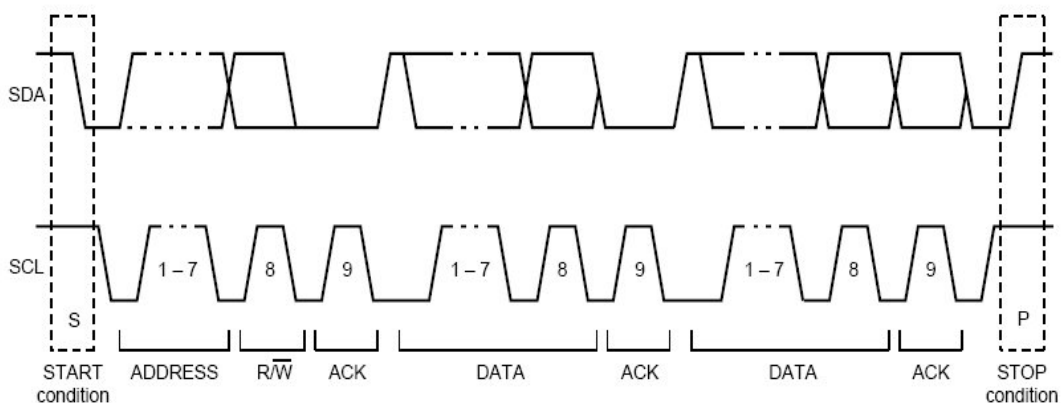 SDA
SCL
1 – 7 8 9 1 – 7 8 9 1 – 7 8 9
S P
START ADDRESS R/W̅ ACK DATA ACK DATA ACK STOP
condition condition